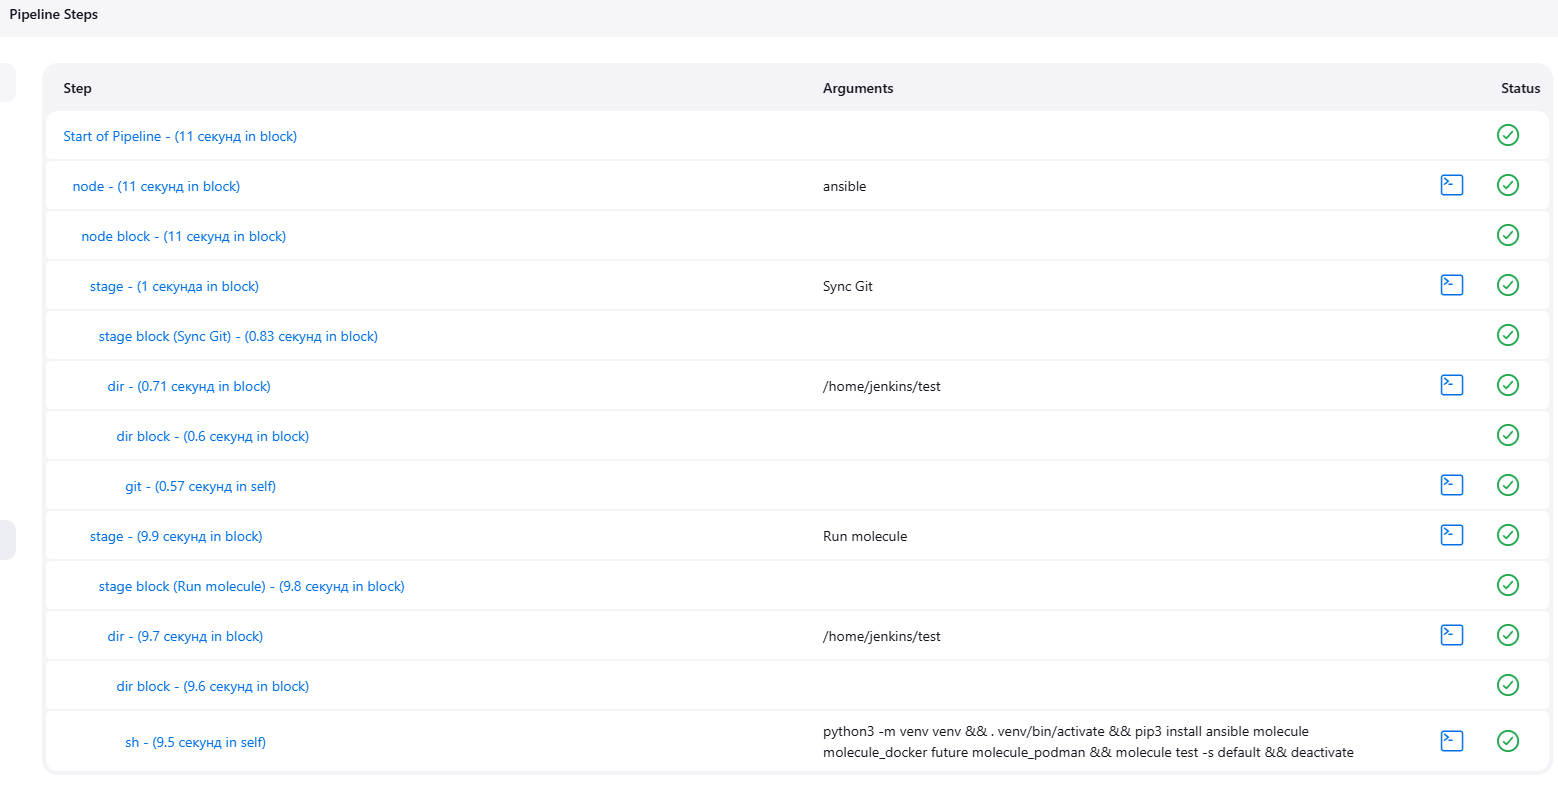 Pipeline Steps
Step Arguments Status
Start of Pipeline - (11 секунд in block)
node - (11 секунд in block) ansible
node block - (11 секунд in block)
stage - (1 секунда in block) Sync Git
stage block (Sync Git) - (0.83 секунд in block)
dir - (0.71 секунд in block) /home/jenkins/test
dir block - (0.6 секунд in block)
git - (0.57 секунд in self)
stage - (9.9 секунд in block) Run molecule
stage block (Run molecule) - (9.8 секунд in block)
dir - (9.7 секунд in block) /home/jenkins/test
dir block - (9.6 секунд in block)
sh - (9.5 секунд in self) python3 -m venv venv && . venv/bin/activate && pip3 install ansible molecule
molecule_docker future molecule_podman && molecule test -s default && deactivate